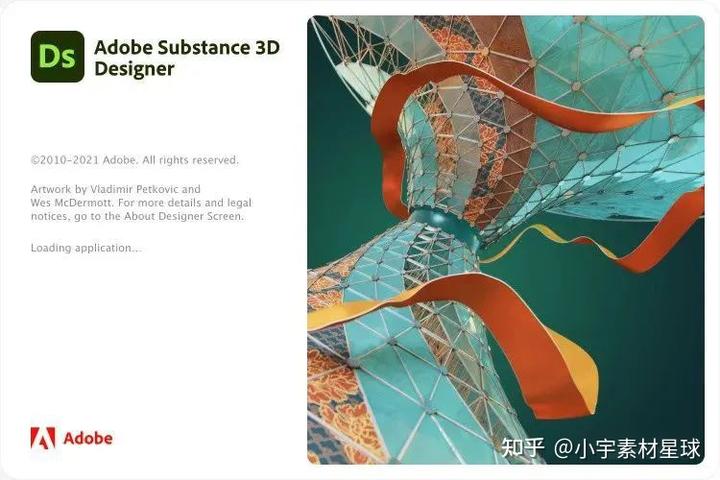 Ds
Adobe Substance 3D
Designer
©2010-2021 Adobe. All rights reserved.
Artwork by Vladimir Petkovic and
Wes McDermott. For more details and legal
notices, go to the About Designer Screen.
Loading application...
Adobe
知乎 @小宇素材星球